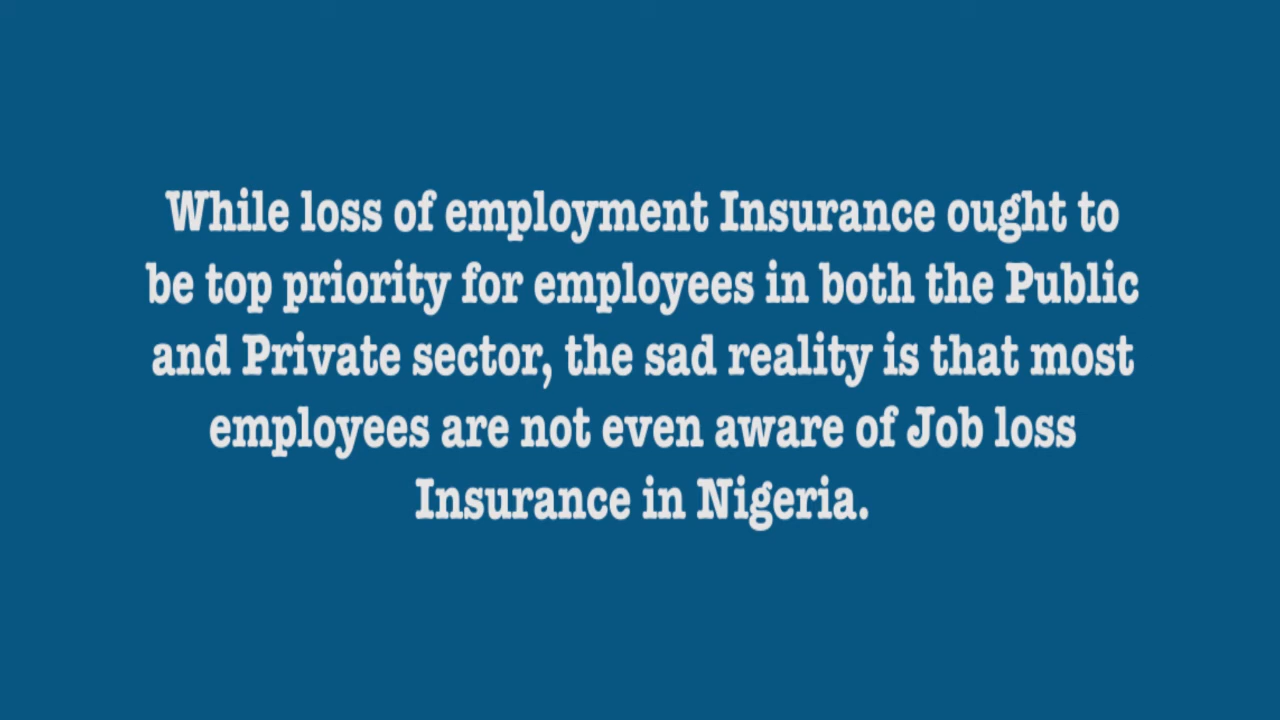 While loss of employment Insurance ought to
be top priority for employees in both the Public
and Private sector, the sad reality is that most
employees are not even aware of Job loss
Insurance in Nigeria.